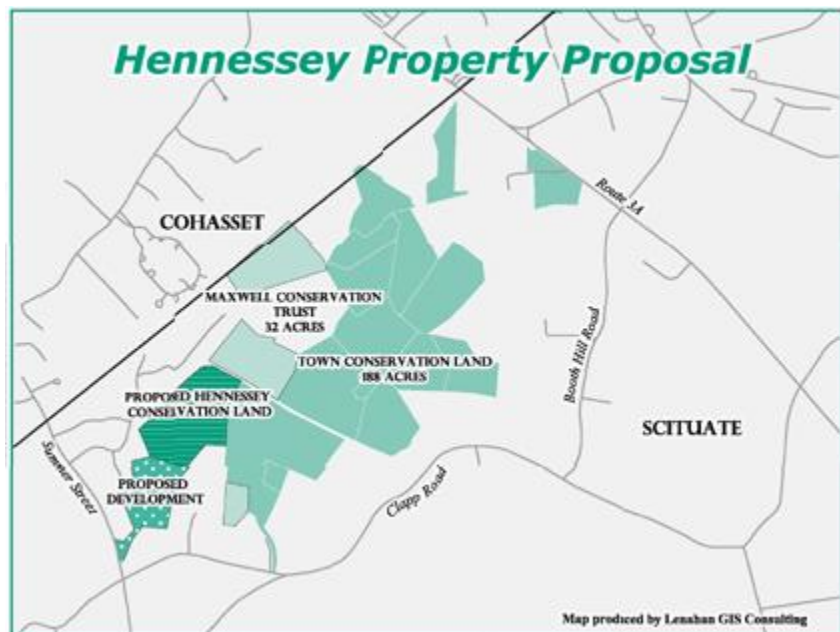 Hennessey Property Proposal
COHASSET
Route 3A
MAXWELL CONSERVATION
TRUST
32 ACRES
TOWN CONSERVATION LAND
188 ACRES
Booth Hill Road
PROPOSED HENNESSEY
CONSELVATION LAND
SCITUATE
Summer Street
PROPOSED
DEVELOPMENT
Clapp Road
Map produced by Lenahan GIS Consulting